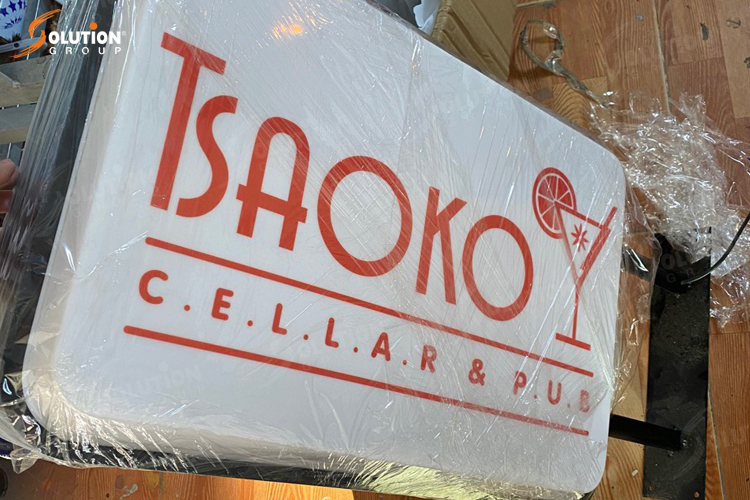 SOLUTION
GROUP
TSAOKO
C.E.L.L.A.R & P.U.B